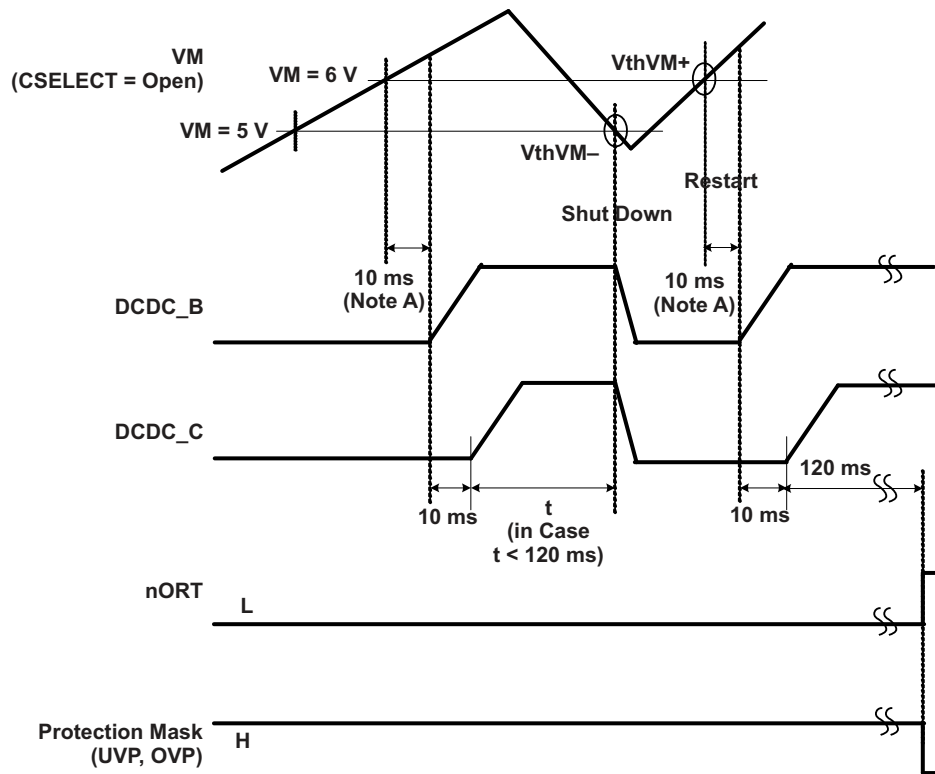 VM
(CSELECT = Open)
VM = 6 V
VthVM+
VM = 5 V
VthVM–
Restart
Shut Down
10 ms
(Note A)
10 ms
(Note A)
DCDC_B
DCDC_C
120 ms
10 ms
t
(in Case
t < 120 ms)
10 ms
nORT
L
Protection Mask
(UVP, OVP)
H